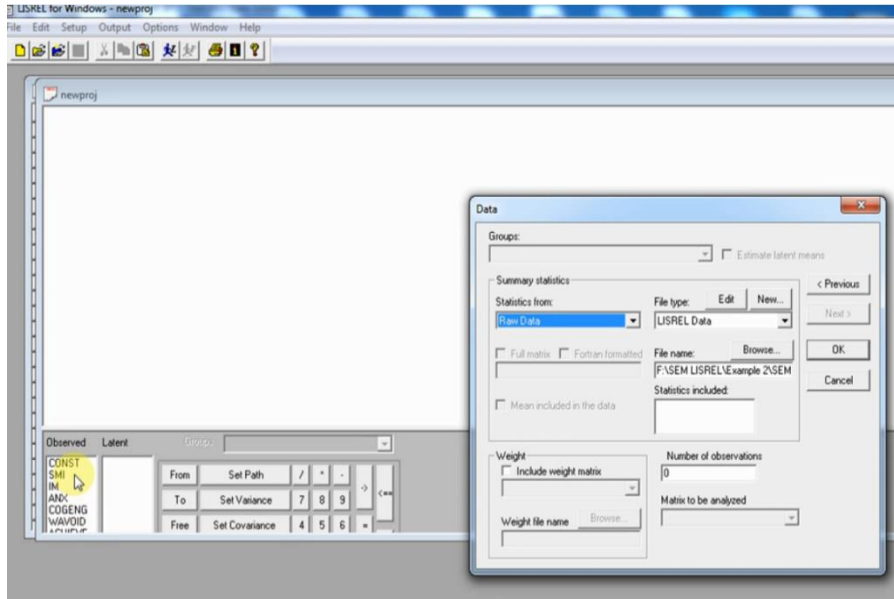 LISREL for Windows - newproj
File Edit Setup Output Options Window Help
newproj
Data
Groups:
Estimate latent means
Summary statistics
Statistics from:
File type:
Edit
New...
Raw Data
LISREL Data
Full matrix
Fortran formatted
File name:
Browse...
F:\SEM LISREL\Example 2\SEM
Statistics included:
Mean included in the data
< Previous
Next >
OK
Cancel
Weight
Include weight matrix
Number of observations
0
Matrix to be analyzed
Weight file name
Browse...
Observed Latent
Groups:
CONST
SMI
IM
ANX
COGENG
WAVOID
ACHIEVE
From Set Path / * -
To Set Variance 7 8 9 -> <==
Free Set Covariance 4 5 6 =